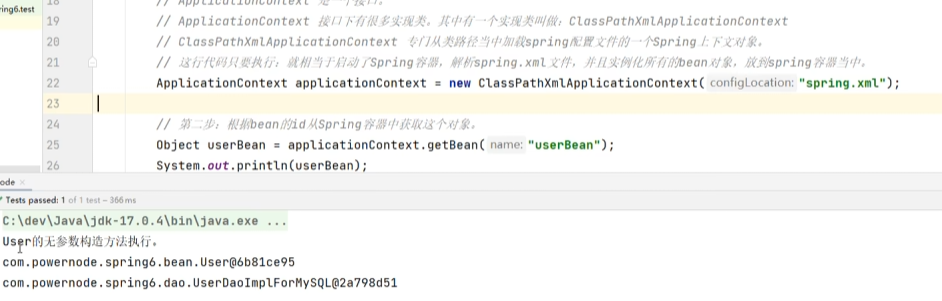 ring6.test
18 // ApplicationContext 是一个接口。
19 // ApplicationContext 接口下有很多实现类。其中有一个实现类叫做：ClassPathXmlApplicationContext
20 // ClassPathXmlApplicationContext 专门从类路径当中加载spring配置文件的一个Spring上下文对象。
21 // 这行代码只要执行：就相当于启动了Spring容器，解析spring.xml文件，并且实例化所有的bean对象，放到spring容器当中。
22 ApplicationContext applicationContext = new ClassPathXmlApplicationContext( configLocation: "spring.xml");
23
24 // 第二步：根据bean的id从Spring容器中获取这个对象。
25 Object userBean = applicationContext.getBean( name: "userBean");
26 System.out.println(userBean);
ode ×
Tests passed: 1 of 1 test – 366 ms
C:\dev\Java\jdk-17.0.4\bin\java.exe ...
User的无参数构造方法执行。
com.powernode.spring6.bean.User@6b81ce95
com.powernode.spring6.dao.UserDaoImplForMySQL@2a798d51